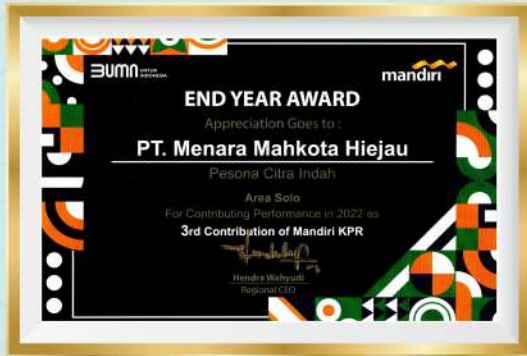 BUMN UNTUK INDONESIA
mandiri
END YEAR AWARD
Appreciation Goes to :
PT. Menara Mahkota Hiejau
Pesona Citra Indah
Area Solo
For Contributing Performance in 2022 as
3rd Contribution of Mandiri KPR
Hendra Wahyudi
Regional CEO